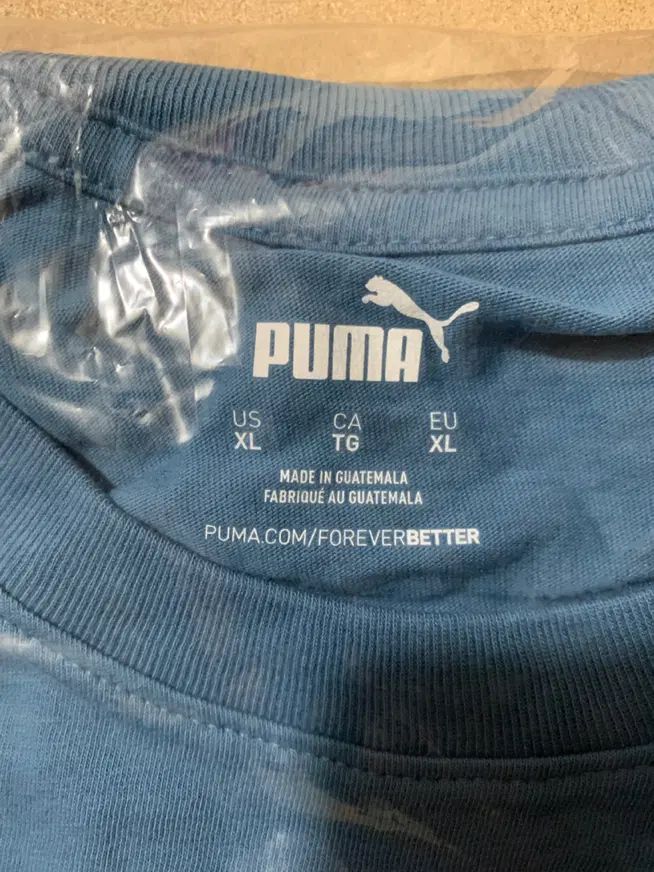 PUMA
US CA EU
XL TG XL
MADE IN GUATEMALA
FABRIQUÉ AU GUATEMALA
PUMA.COM/FOREVERBETTER